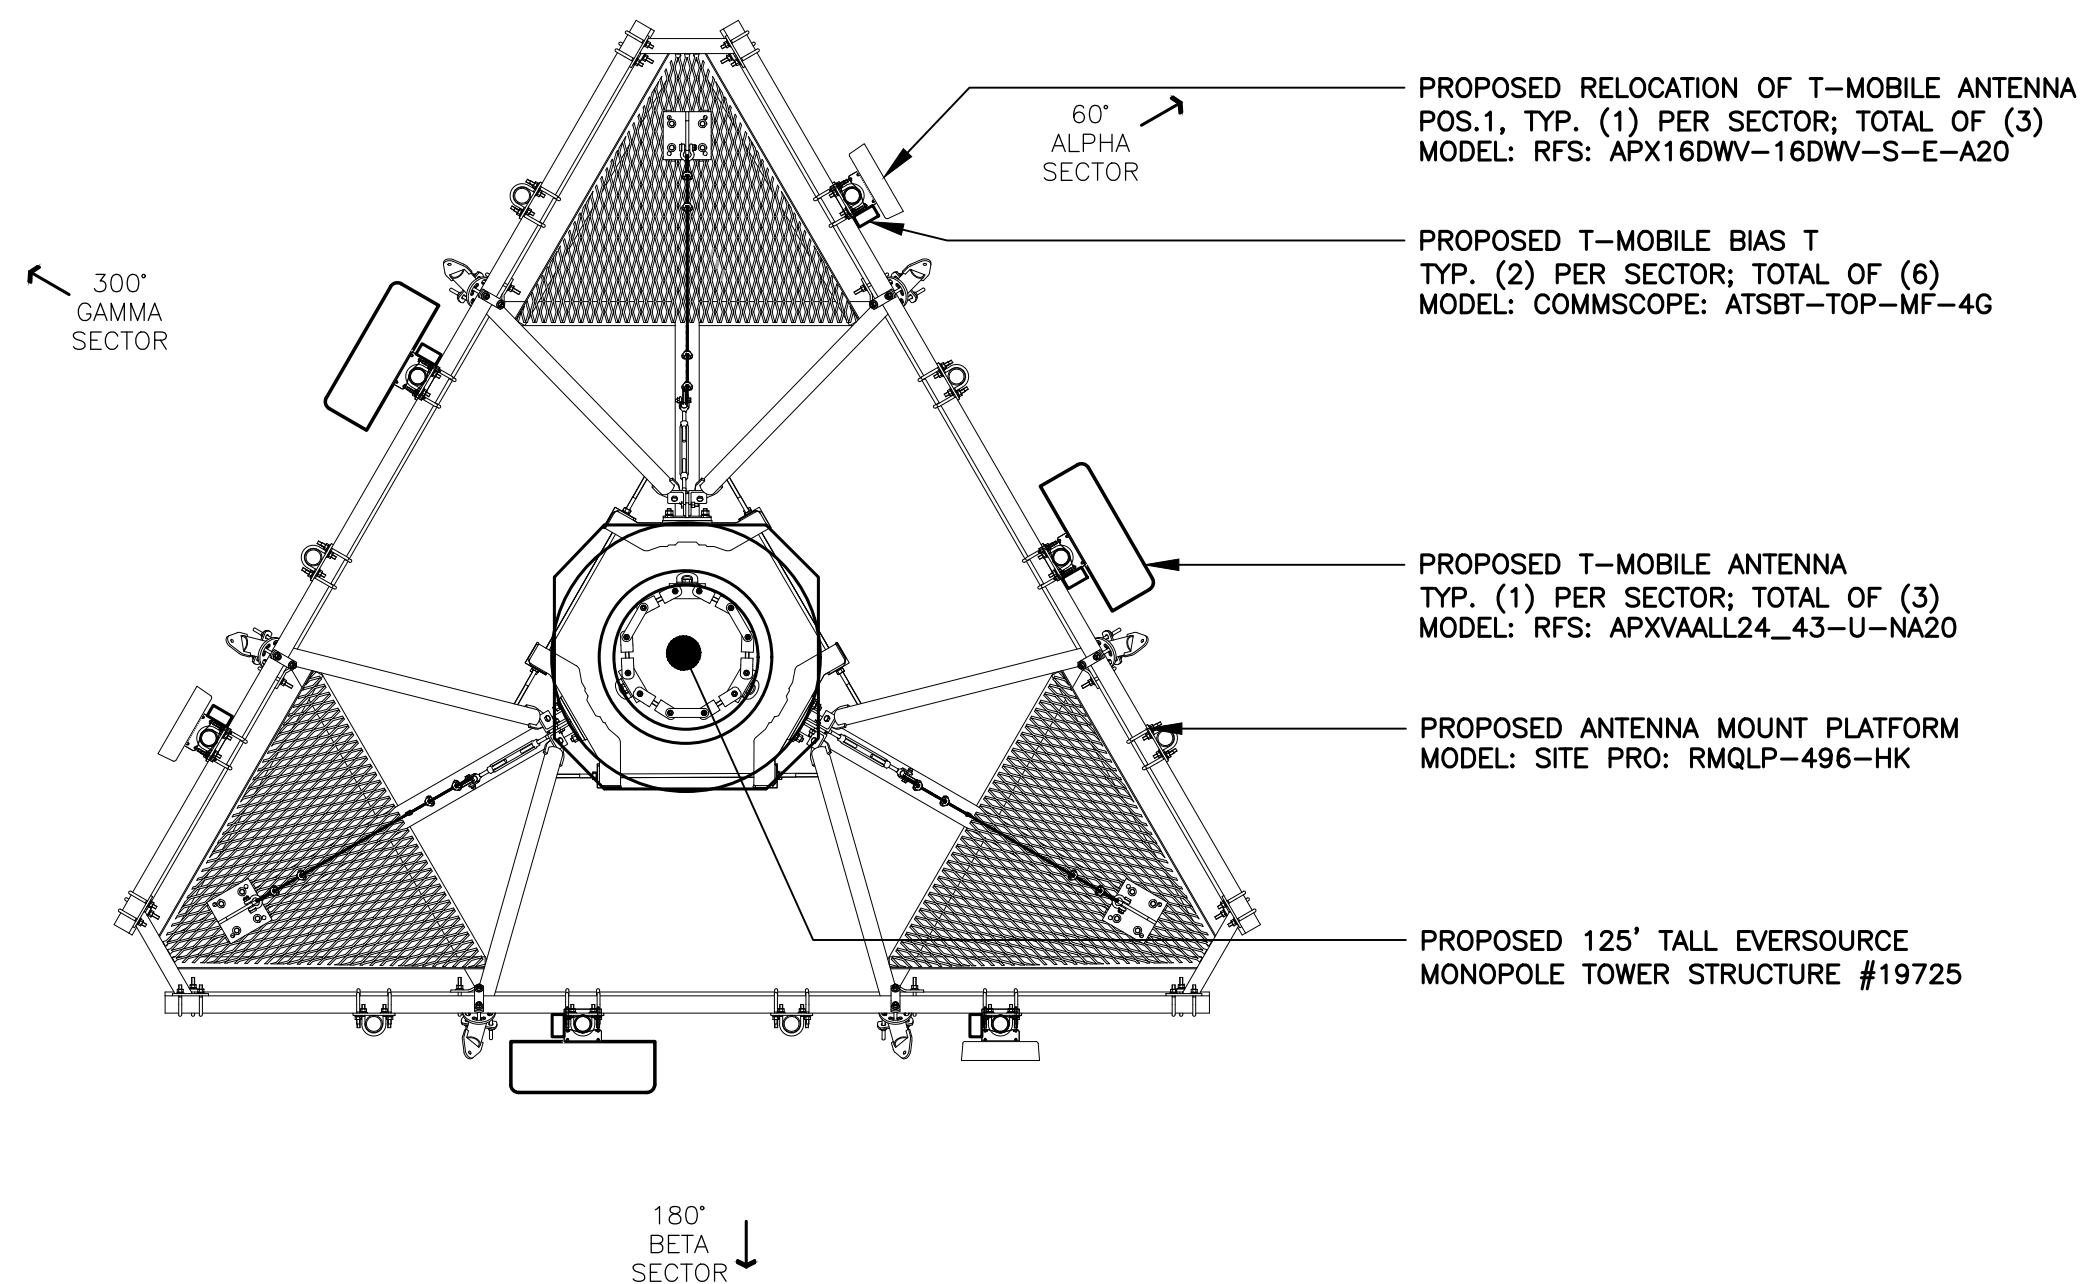 PROPOSED RELOCATION OF T-MOBILE ANTENNA
POS.1, TYP. (1) PER SECTOR; TOTAL OF (3)
MODEL: RFS: APX16DWV-16DWV-S-E-A20
60°
ALPHA
SECTOR
PROPOSED T-MOBILE BIAS T
TYP. (2) PER SECTOR; TOTAL OF (6)
MODEL: COMMSCOPE: ATSBT-TOP-MF-4G
300°
GAMMA
SECTOR
PROPOSED T-MOBILE ANTENNA
TYP. (1) PER SECTOR; TOTAL OF (3)
MODEL: RFS: APXVAALL24_43-U-NA20
PROPOSED ANTENNA MOUNT PLATFORM
MODEL: SITE PRO: RMQLP-496-HK
PROPOSED 125' TALL EVERSOURCE
MONOPOLE TOWER STRUCTURE #19725
180°
BETA
SECTOR